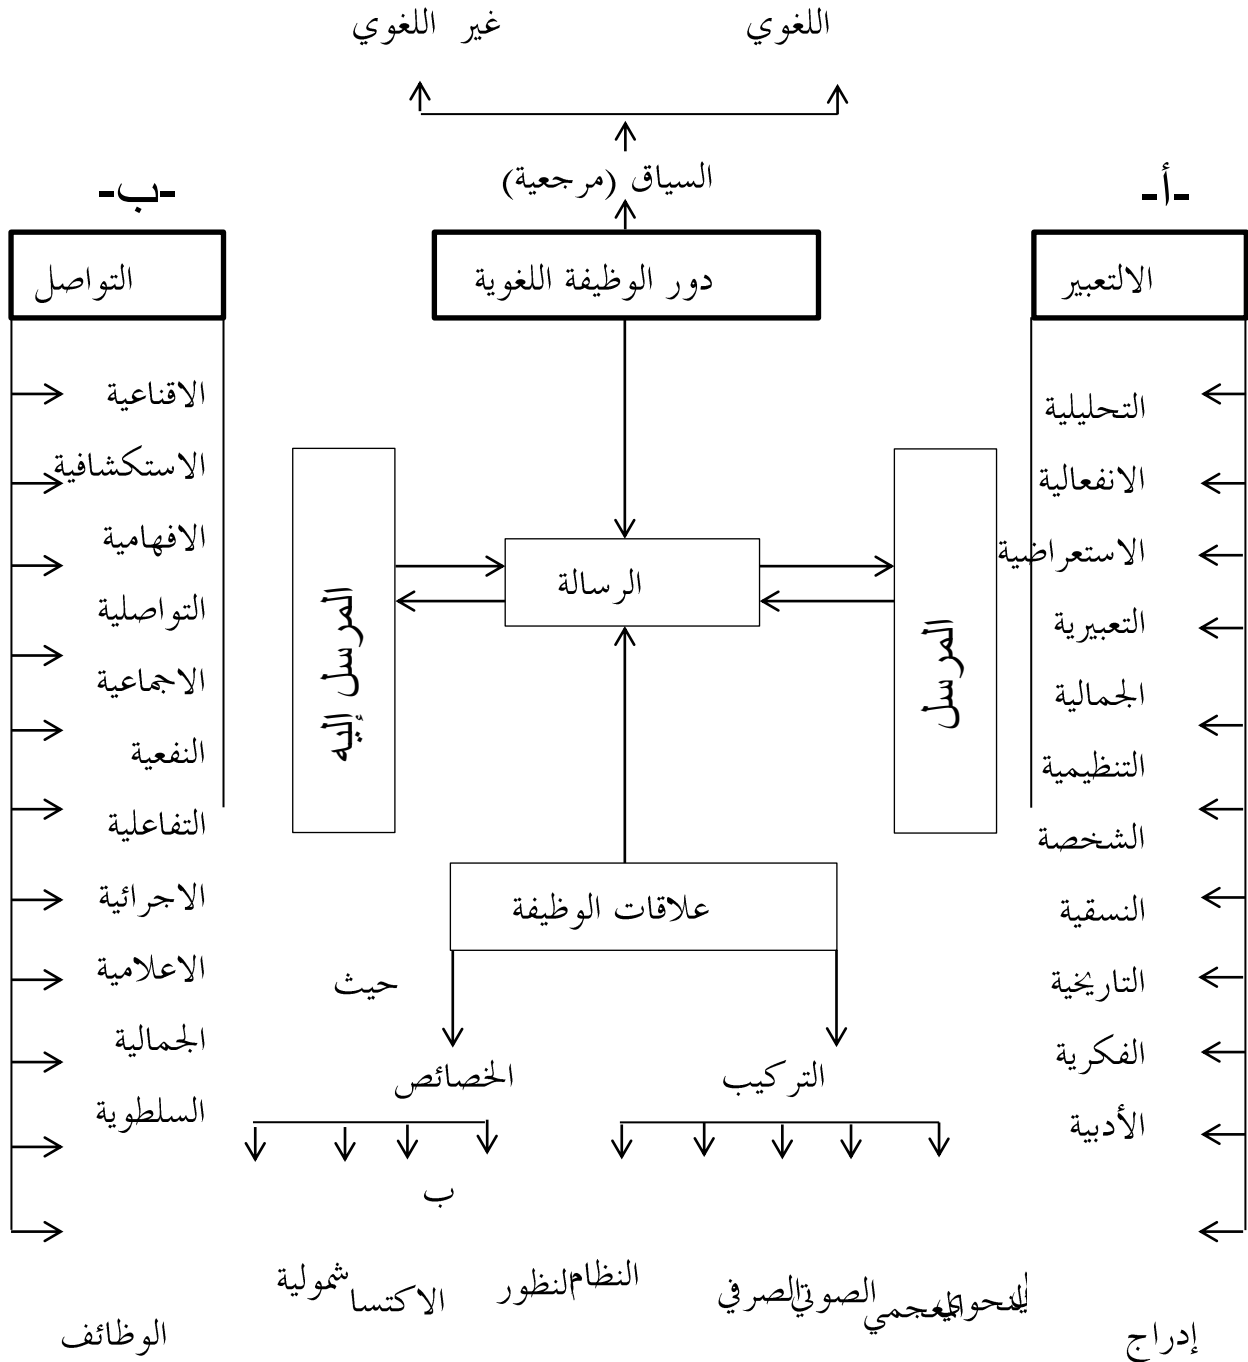 اللغوي
غير اللغوي
السياق (مرجعية)
-أ-
-ب-
الالتعبير
دور الوظيفة اللغوية
التواصل
التحليلية
الانفعالية
الاستعراضية
التعبيرية
الجمالية
التنظيمية
الشخصة
النسقية
التاريخية
الفكرية
الأدبية
المرسل
الرسالة
المرسل إليه
علاقات الوظيفة
حيث
التركيب
الخصائص
الاقناعية
الاستكشافية
الافهامية
التواصلية
الاجماعية
النفعية
التفاعلية
الاجرائية
الاعلامية
الجمالية
السلطوية
النحوي
المعجمي
الصوتي
الصرفي
النظام
النظور
الاكتسا
ب
شمولية
إدراج
الوظائف